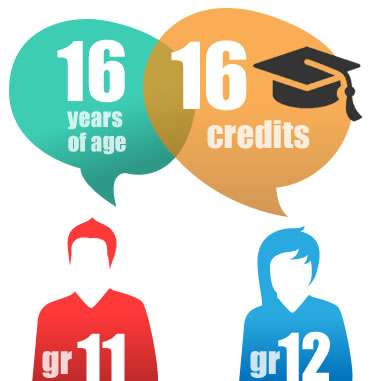 16
years
of age
16
credits
gr 11
gr 12